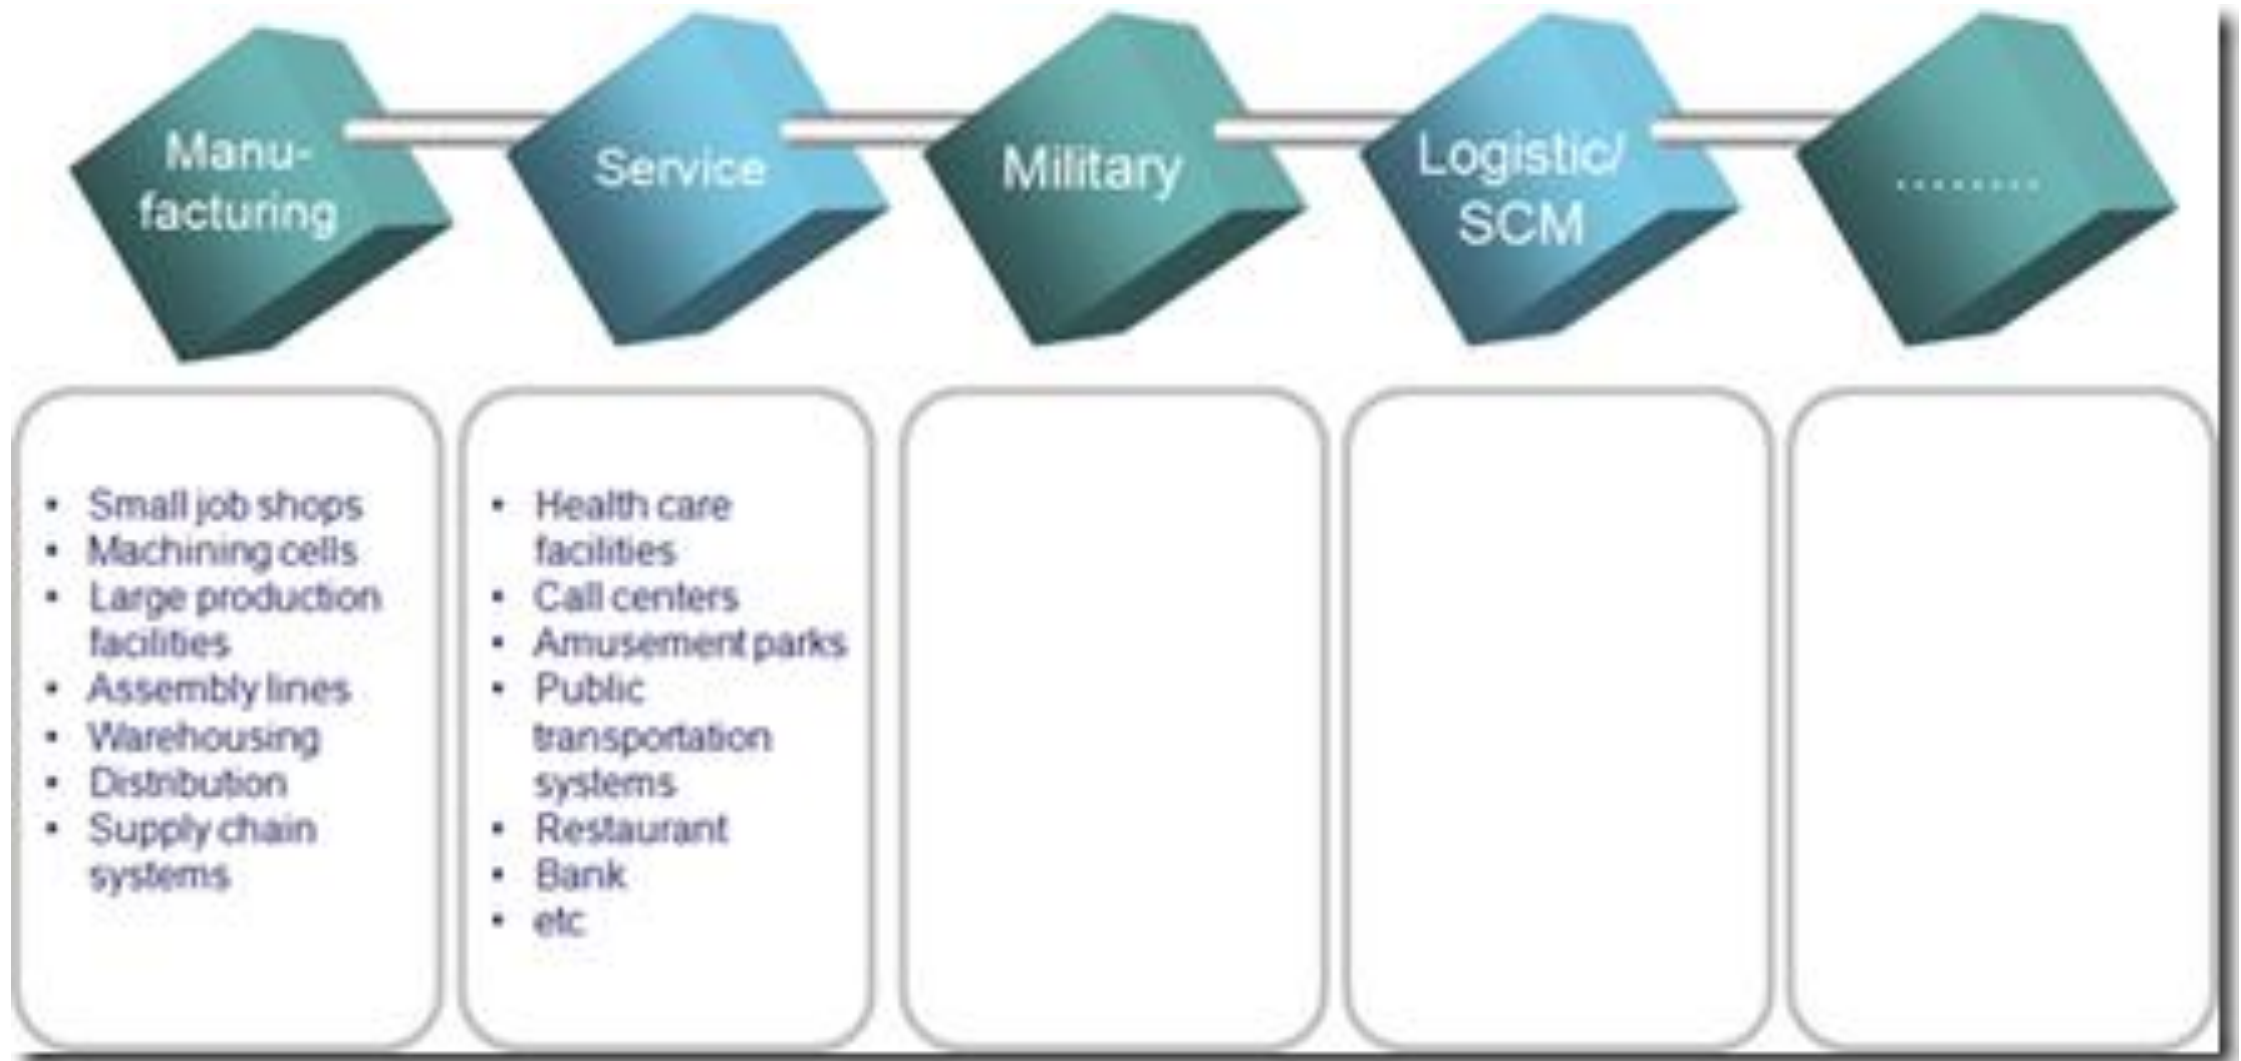 Manu-
facturing
Service
Military
Logistic/
SCM
........
• Small job shops
• Machining cells
• Large production
facilities
• Assembly lines
• Warehousing
• Distribution
• Supply chain
systems
• Health care
facilities
• Call centers
• Amusement parks
• Public
transportation
systems
• Restaurant
• Bank
• etc